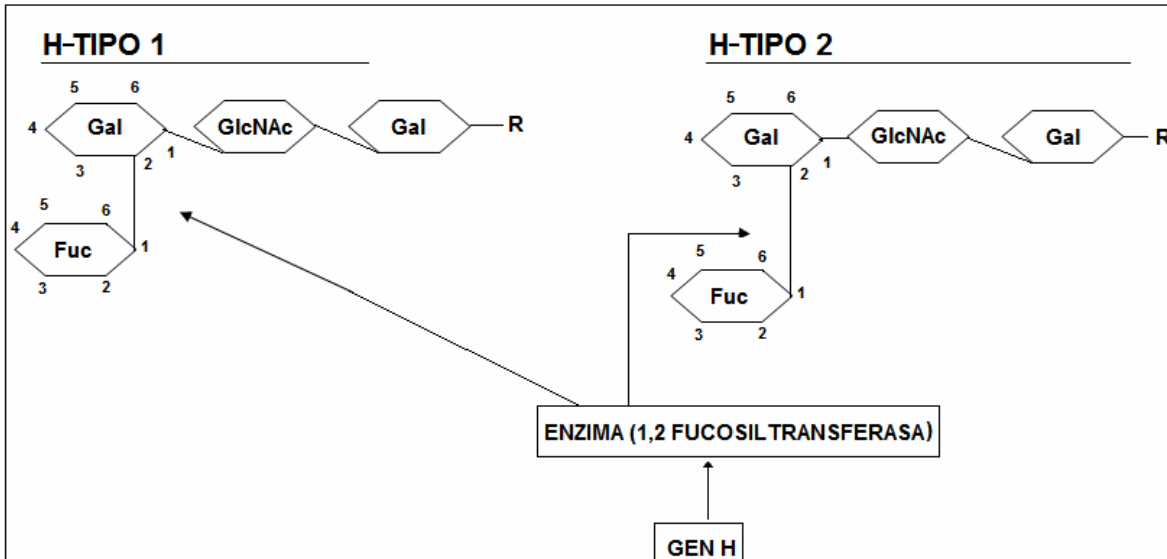 H-TIPO 1
5 6
4 Gal GlcNAc Gal R
3 2 1
5 6
4 Fuc 1
3 2
H-TIPO 2
5 6
4 Gal GlcNAc Gal R
3 2 1
5 6
4 Fuc 1
3 2
ENZIMA (1,2 FUCOSILTRANSFERASA)
GEN H